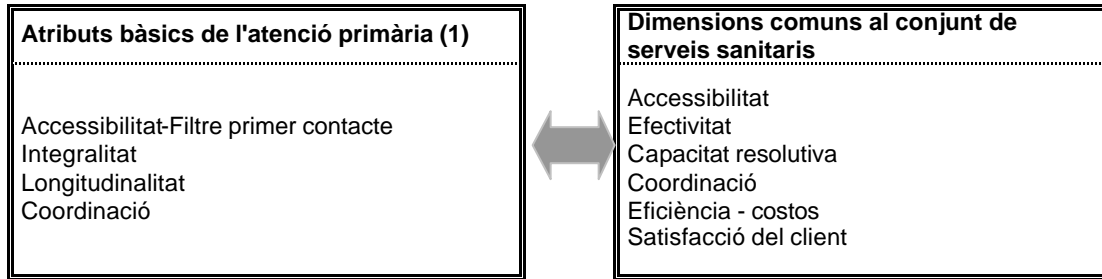 Atributs bàsics de l'atenció primària (1)
Accessibilitat-Filtre primer contacte
Integralitat
Longitudinalitat
Coordinació
Dimensions comuns al conjunt de
serveis sanitaris
Accessibilitat
Efectivitat
Capacitat resolutiva
Coordinació
Eficiència - costos
Satisfacció del client